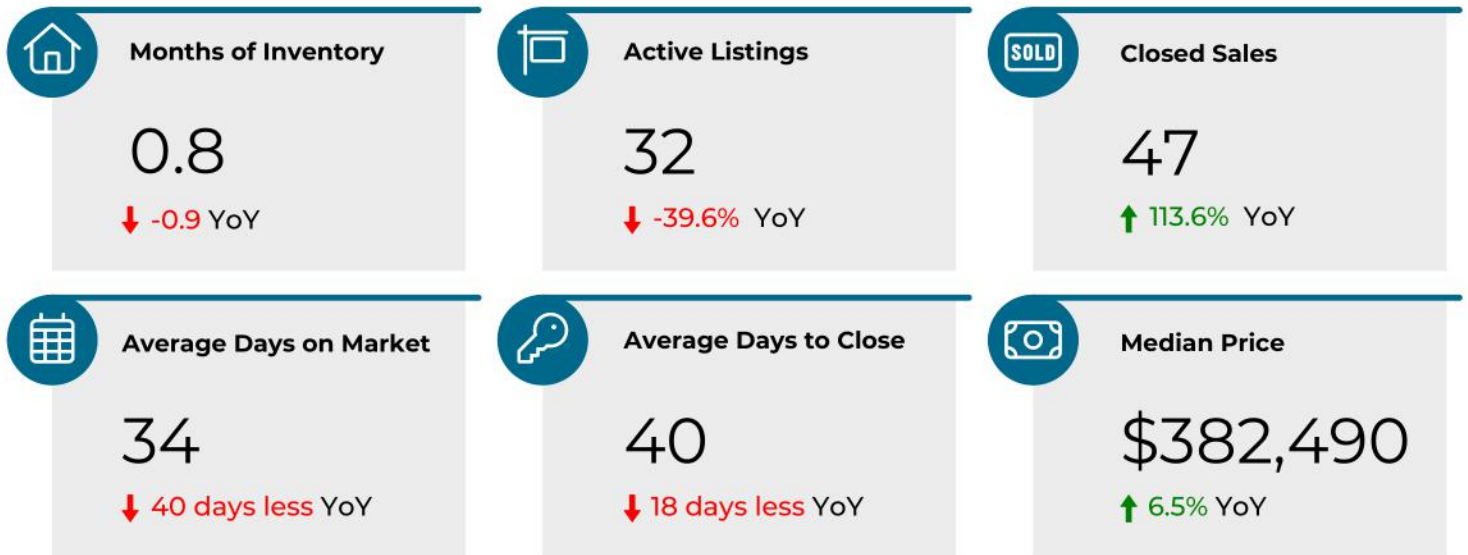 Months of Inventory
0.8
-0.9 YoY
Active Listings
32
-39.6% YoY
SOLD
Closed Sales
47
113.6% YoY
Average Days on Market
34
40 days less YoY
Average Days to Close
40
18 days less YoY
Median Price
$382,490
6.5% YoY